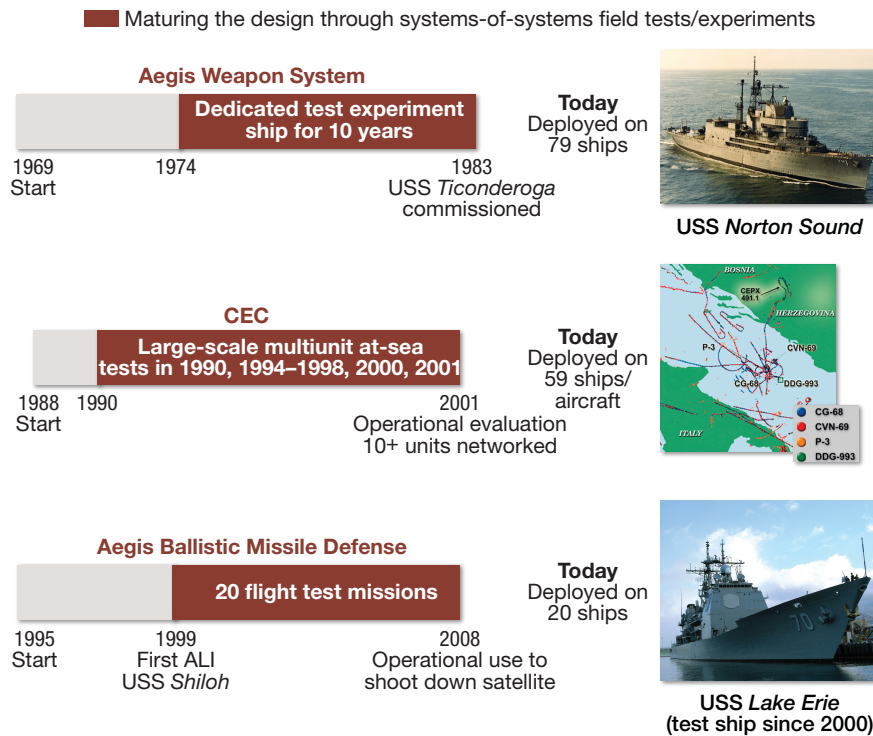 Maturing the design through systems-of-systems field tests/experiments
Aegis Weapon System
Dedicated test experiment
ship for 10 years
1969
Start
1974
1983
USS Ticonderoga
commissioned
Today
Deployed on
79 ships
USS Norton Sound
CEC
Large-scale multiunit at-sea
tests in 1990, 1994–1998, 2000, 2001
1988
Start
1990
2001
Operational evaluation
10+ units networked
Today
Deployed on
59 ships/
aircraft
BOSNIA
CEPX
491.1
HERZEGOVINA
P-3
CVN-69
CG-68
DDG-993
ITALY
CG-68
CVN-69
P-3
DDG-993
Aegis Ballistic Missile Defense
20 flight test missions
1995
Start
1999
First ALI
USS Shiloh
2008
Operational use to
shoot down satellite
Today
Deployed on
20 ships
70
USS Lake Erie
(test ship since 2000)